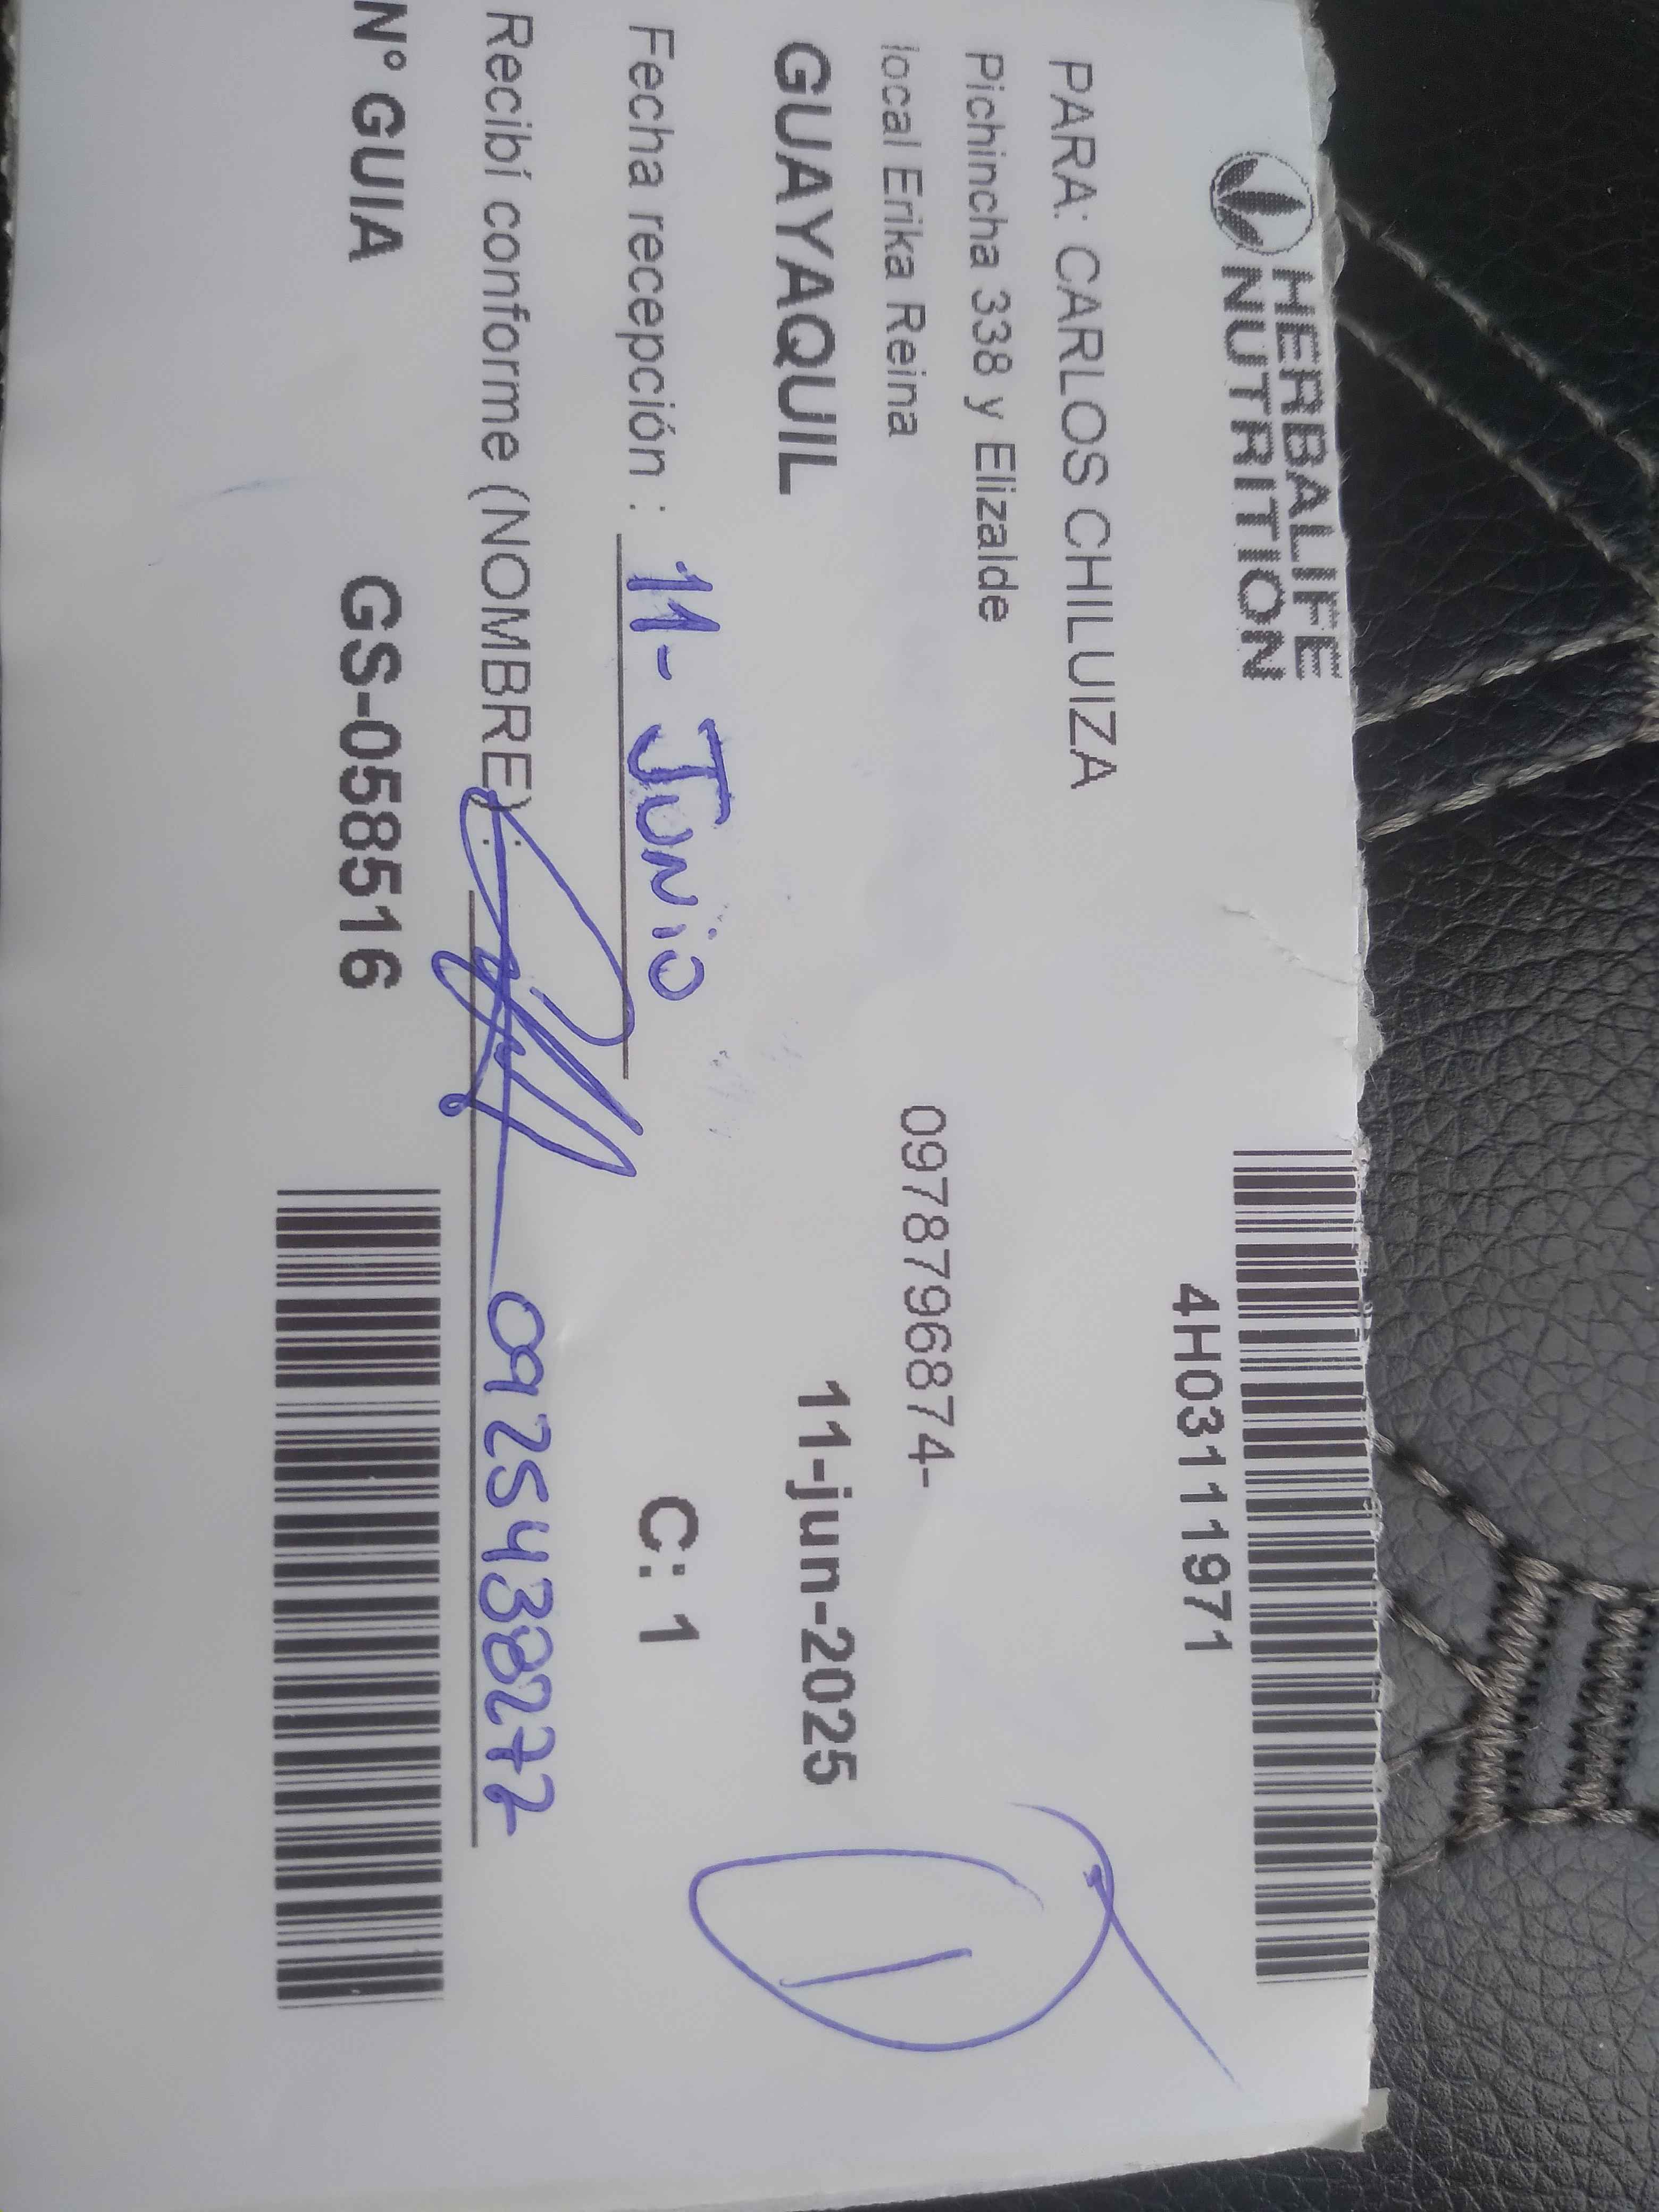 HERBALIFE
NUTRITION
4H03111971
PARA: CARLOS CHILUIZA
Pichincha 338 y Elizalde
local Erika Reina
0978796874-
GUAYAQUIL
11-jun-2025
Fecha recepción : 11- Junio
C: 1
Recibí conforme (NOMBRE): 0925438272
N° GUIA GS-058516